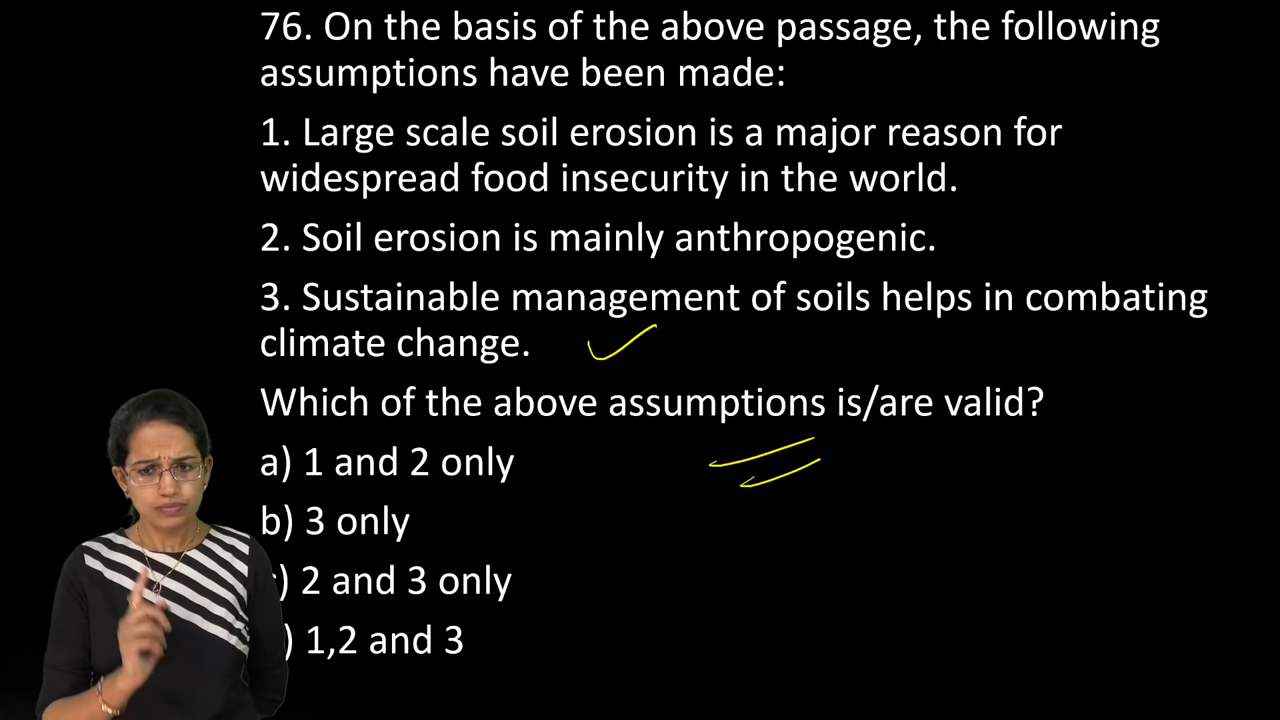 76. On the basis of the above passage, the following
assumptions have been made:
1. Large scale soil erosion is a major reason for
widespread food insecurity in the world.
2. Soil erosion is mainly anthropogenic.
3. Sustainable management of soils helps in combating
climate change.
Which of the above assumptions is/are valid?
a) 1 and 2 only
b) 3 only
) 2 and 3 only
) 1,2 and 3